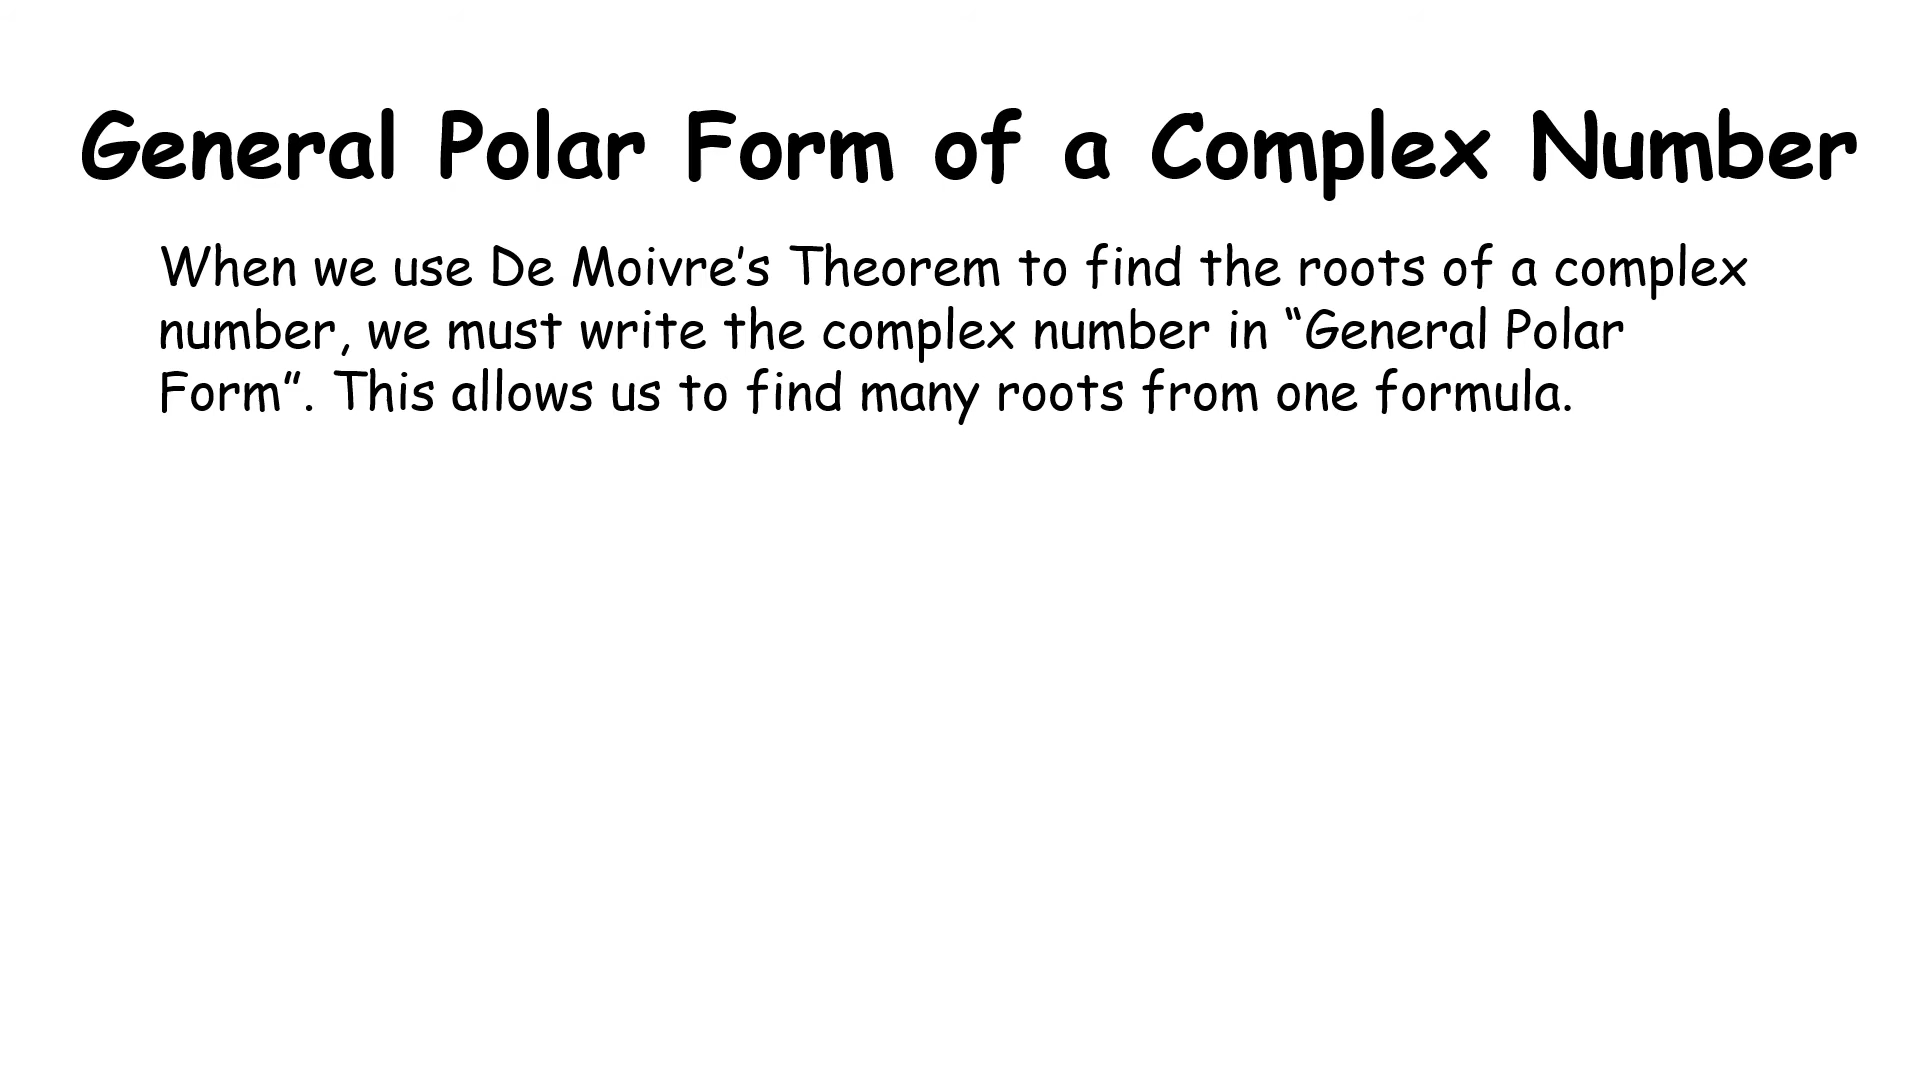 General Polar Form of a Complex Number
When we use De Moivre’s Theorem to find the roots of a complex
number, we must write the complex number in “General Polar
Form”. This allows us to find many roots from one formula.